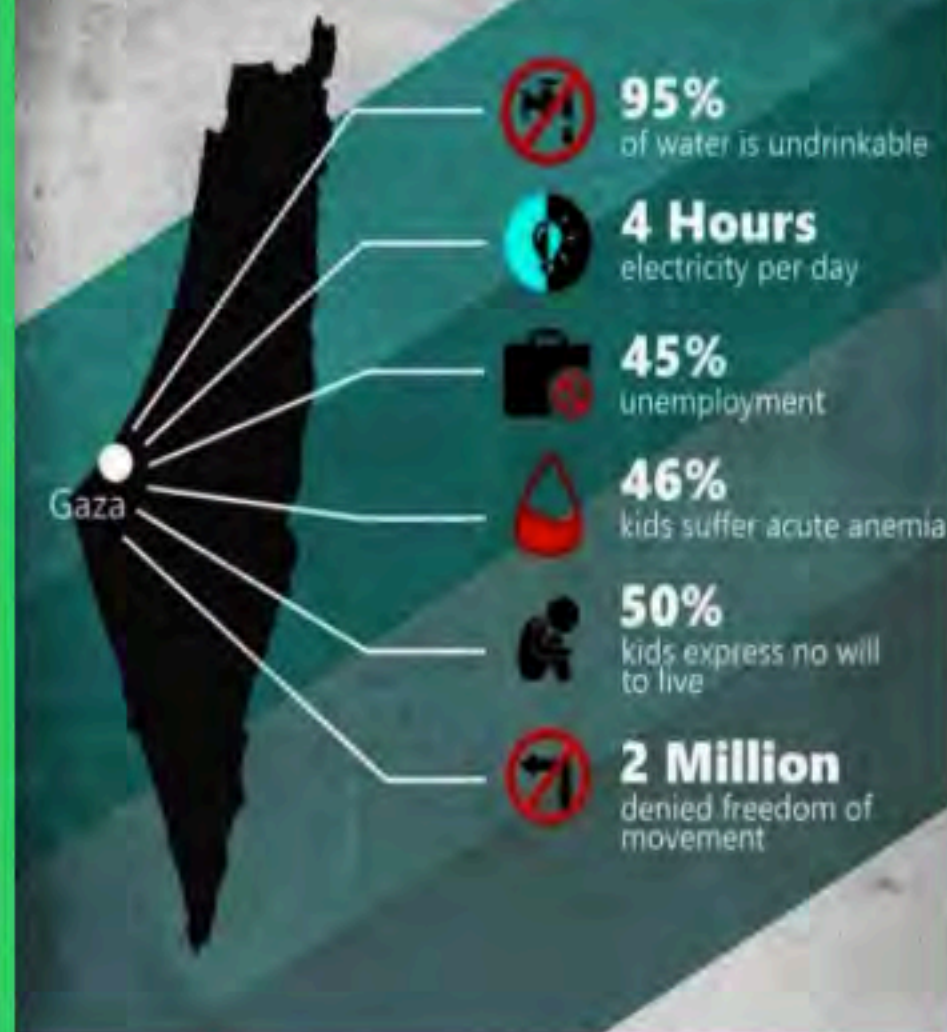 95%
of water is undrinkable
4 Hours
electricity per day
45%
unemployment
Gaza
46%
kids suffer acute anemia
50%
kids express no will
to live
2 Million
denied freedom of
movement